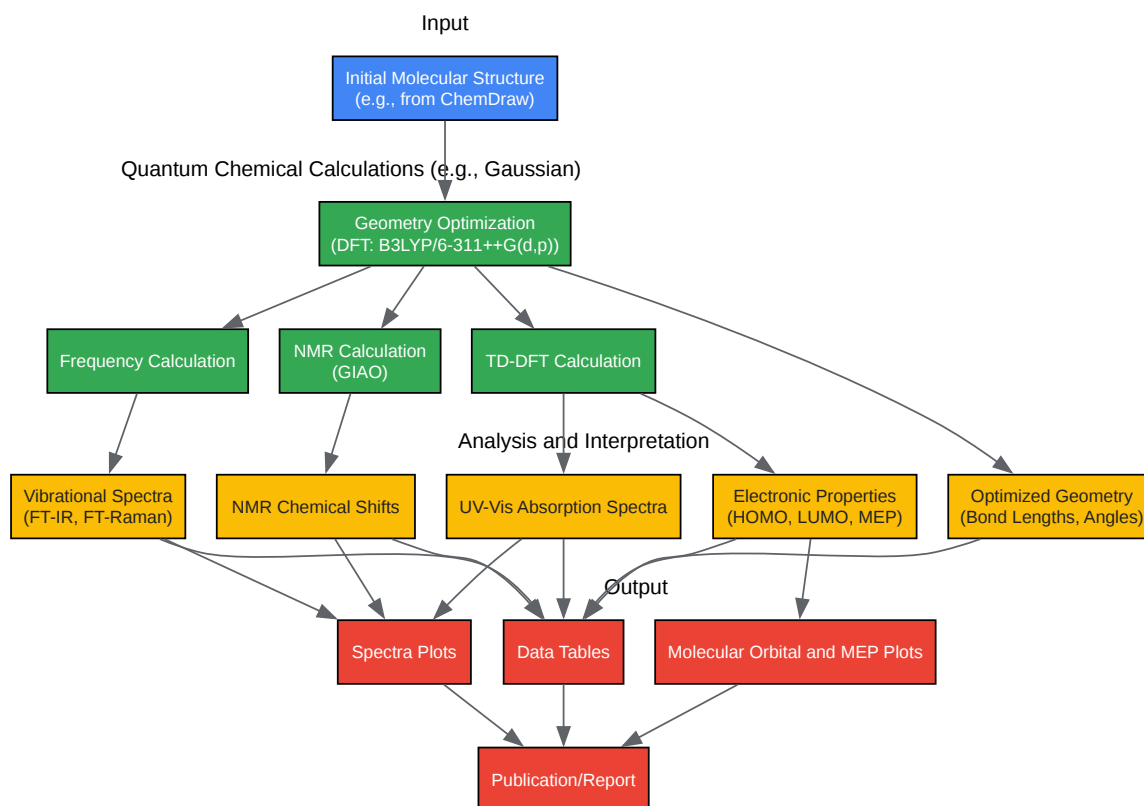 Input
Initial Molecular Structure
(e.g., from ChemDraw)
Quantum Chemical Calculations (e.g., Gaussian)
Geometry Optimization
(DFT: B3LYP/6-311++G(d,p))
Frequency Calculation
NMR Calculation
(GIAO)
TD-DFT Calculation
Analysis and Interpretation
Vibrational Spectra
(FT-IR, FT-Raman)
NMR Chemical Shifts
UV-Vis Absorption Spectra
Electronic Properties
(HOMO, LUMO, MEP)
Optimized Geometry
(Bond Lengths, Angles)
Output
Spectra Plots
Data Tables
Molecular Orbital and MEP Plots
Publication/Report